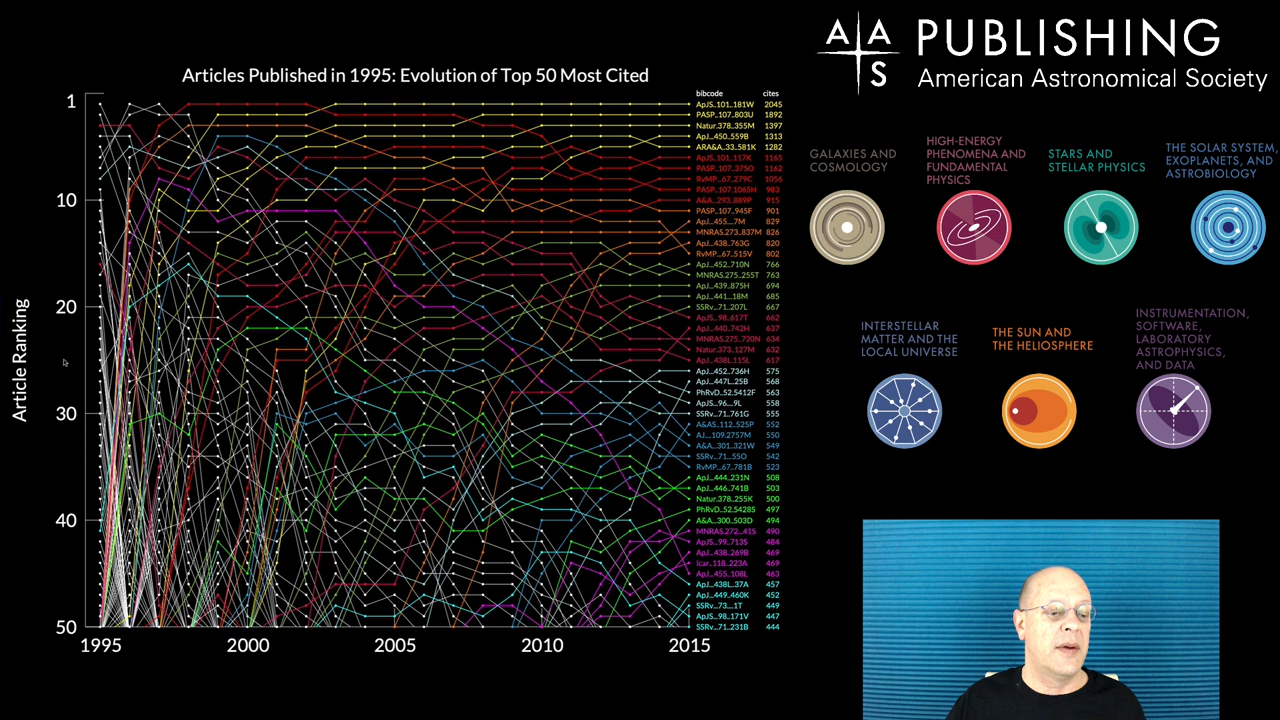 Articles Published in 1995: Evolution of Top 50 Most Cited
bibcode cites
ApJS..101..181W 2045
PASP..107..803U 1892
Natur.378..355M 1397
ApJ...450..559B 1313
ARA&A..33..581K 1282
ApJS..101..117K 1165
PASP..107..375O 1162
RvMP...67..279C 1056
PASP..107.1065H 983
A&A...293..889P 915
PASP..107..945F 901
ApJ...455....7M 829
MNRAS.273..837M 826
ApJ...438..763G 820
RvMP...67..515V 802
ApJ...452..710N 766
MNRAS.275..255T 763
ApJ...439..875H 694
ApJ...441...18M 685
SSRv...71..207L 667
ApJS...98..617T 662
ApJ...440..742H 637
MNRAS.275..720N 634
Natur.373..127M 632
ApJ...438L.115L 617
ApJ...452..736H 575
ApJ...447L..25B 568
PhRvD..52.5412F 563
ApJS...96....9L 558
SSRv...71..761G 555
A&AS..112..525P 552
AJ....109.2757M 550
A&A...301..321W 549
SSRv...71...55O 542
RvMP...67..781B 523
ApJ...444..231N 508
ApJ...446..741B 503
Natur.378..255K 500
PhRvD..52.5428S 497
A&A...300..503D 494
MNRAS.272...41S 490
ApJS...99..713S 484
ApJ...438..269B 469
Icar..118..223A 469
ApJ...455..108L 463
ApJ...438L..37A 457
ApJ...449..460K 452
SSRv...73....1T 449
ApJS...98..171V 447
SSRv...71..231B 444
Article Ranking
1
10
20
30
40
50
1995 2000 2005 2010 2015
AAS
PUBLISHING
American Astronomical Society
GALAXIES AND
COSMOLOGY
HIGH-ENERGY
PHENOMENA AND
FUNDAMENTAL
PHYSICS
STARS AND
STELLAR PHYSICS
THE SOLAR SYSTEM,
EXOPLANETS, AND
ASTROBIOLOGY
INTERSTELLAR
MATTER AND THE
LOCAL UNIVERSE
THE SUN AND
THE HELIOSPHERE
INSTRUMENTATION,
SOFTWARE,
LABORATORY
ASTROPHYSICS,
AND DATA